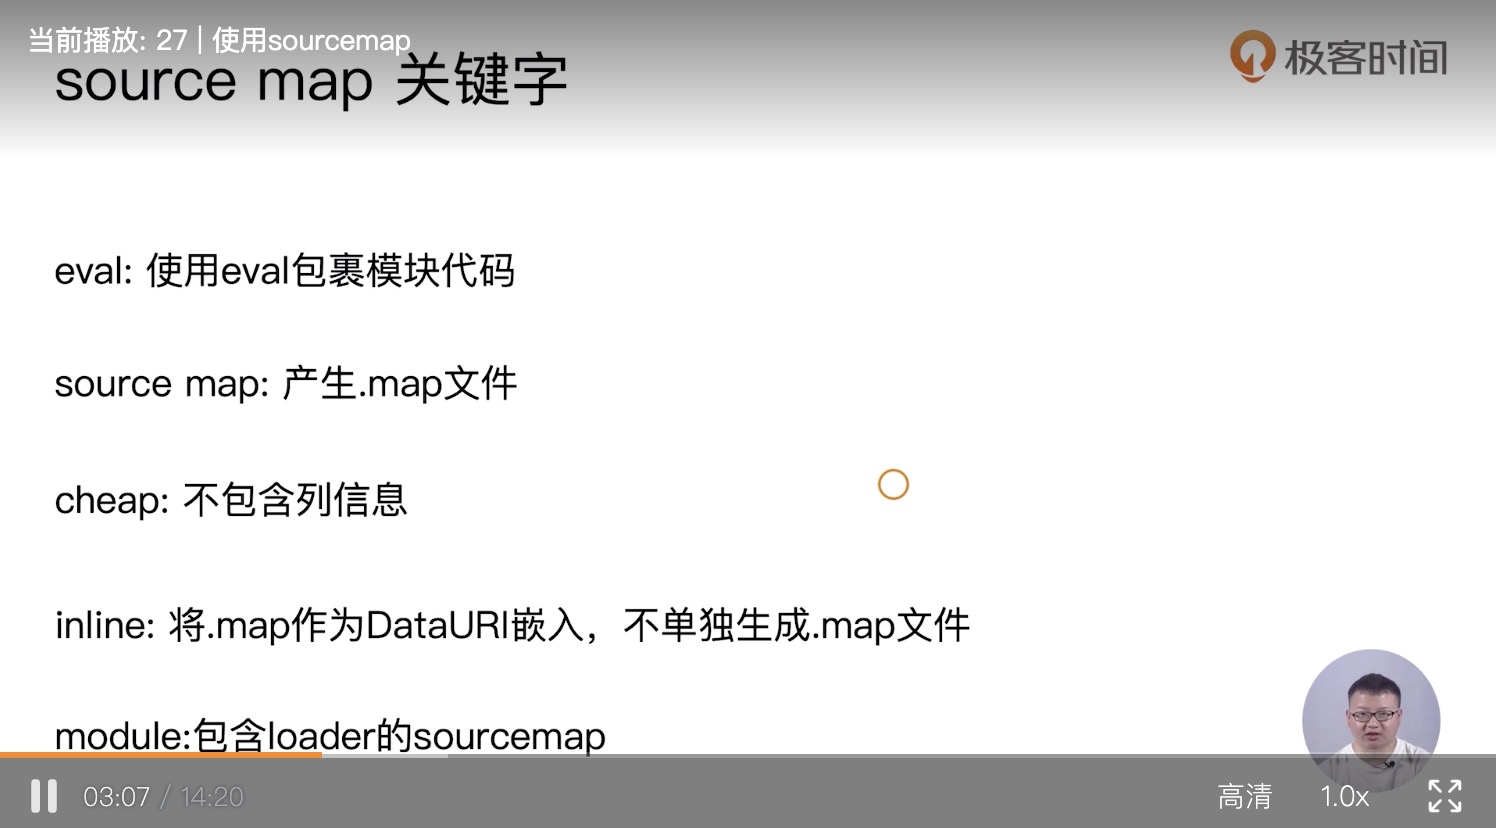 当前播放: 27 | 使用sourcemap
极客时间
source map 关键字
eval: 使用eval包裹模块代码
source map: 产生.map文件
cheap: 不包含列信息
inline: 将.map作为DataURI嵌入，不单独生成.map文件
module:包含loader的sourcemap
03:07 / 14:20
高清
1.0x